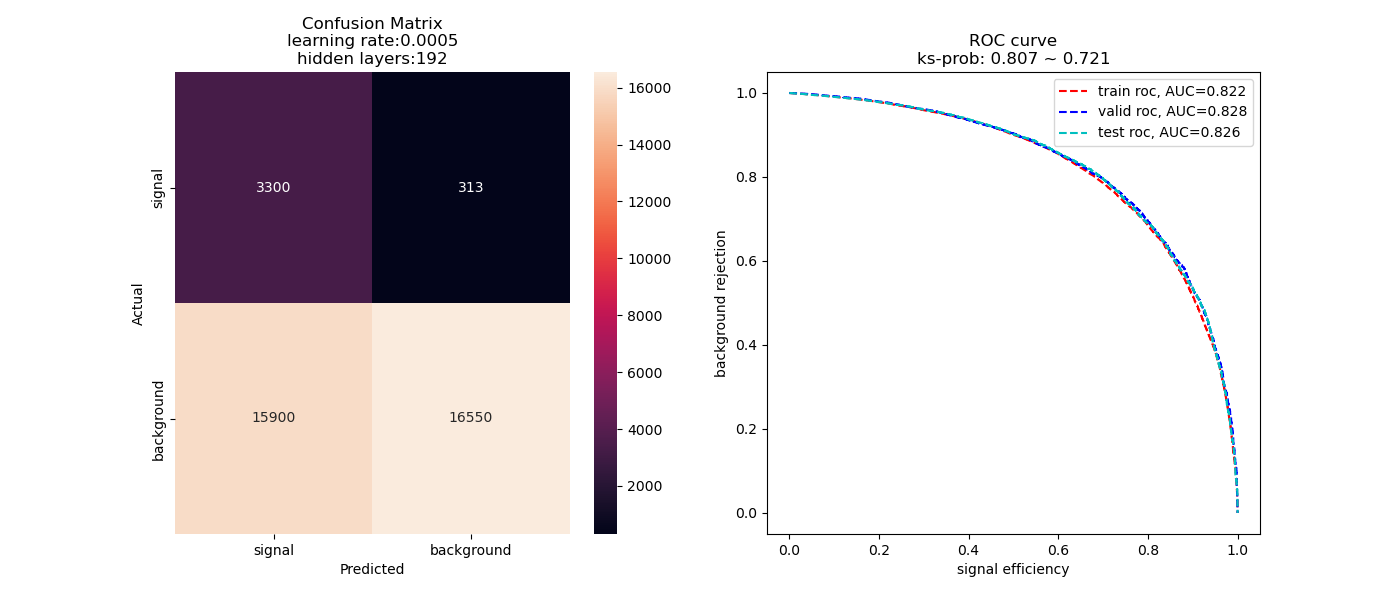 Confusion Matrix
learning rate:0.0005
hidden layers:192
signal
background
Actual
3300
313
15900
16550
signal
background
Predicted
16000
14000
12000
10000
8000
6000
4000
2000
ROC curve
ks-prob: 0.807 ~ 0.721
train roc, AUC=0.822
valid roc, AUC=0.828
test roc, AUC=0.826
background rejection
1.0
0.8
0.6
0.4
0.2
0.0
0.0
0.2
0.4
0.6
0.8
1.0
signal efficiency